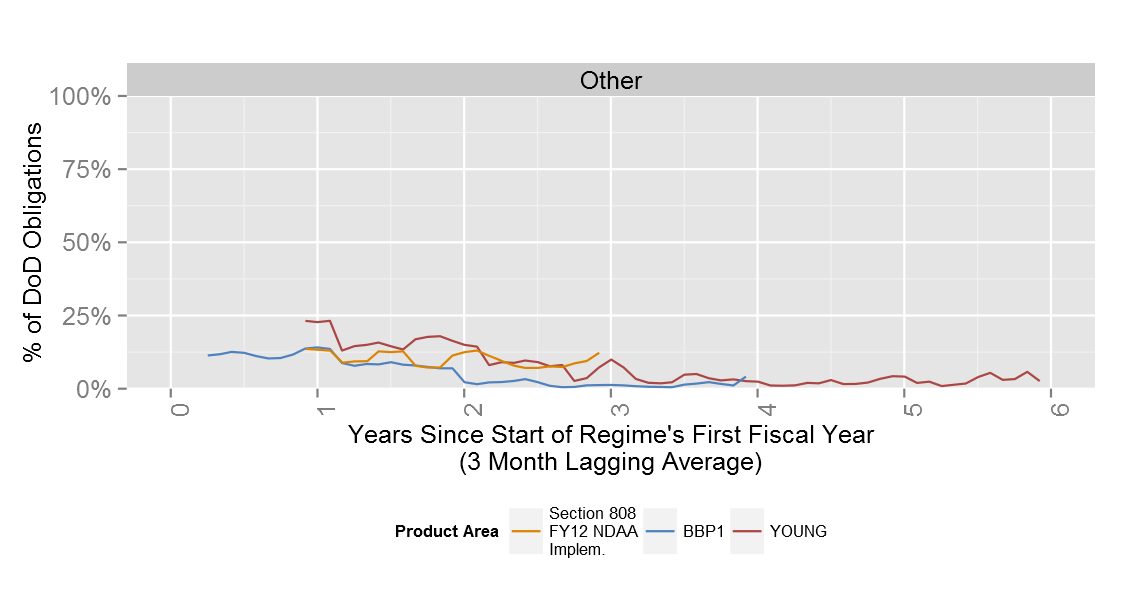 Other
100%
75%
50%
25%
0%
% of DoD Obligations
0
1
2
3
4
5
6
Years Since Start of Regime's First Fiscal Year
(3 Month Lagging Average)
Product Area
Section 808
FY12 NDAA
Implem.
BBP1
YOUNG